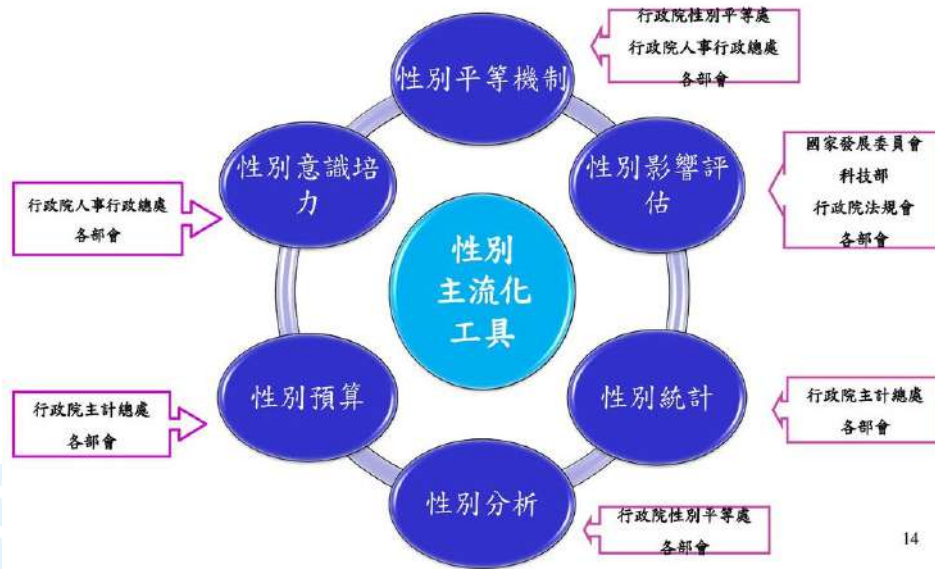 行政院性別平等處
行政院人事行政總處
各部會
性別平等機制
性別意識培
力
性別影響評
估
國家發展委員會
科技部
行政院法規會
各部會
行政院人事行政總處
各部會
性別
主流化
工具
性別預算
性別統計
行政院主計總處
各部會
行政院主計總處
各部會
性別分析
行政院性別平等處
各部會
14